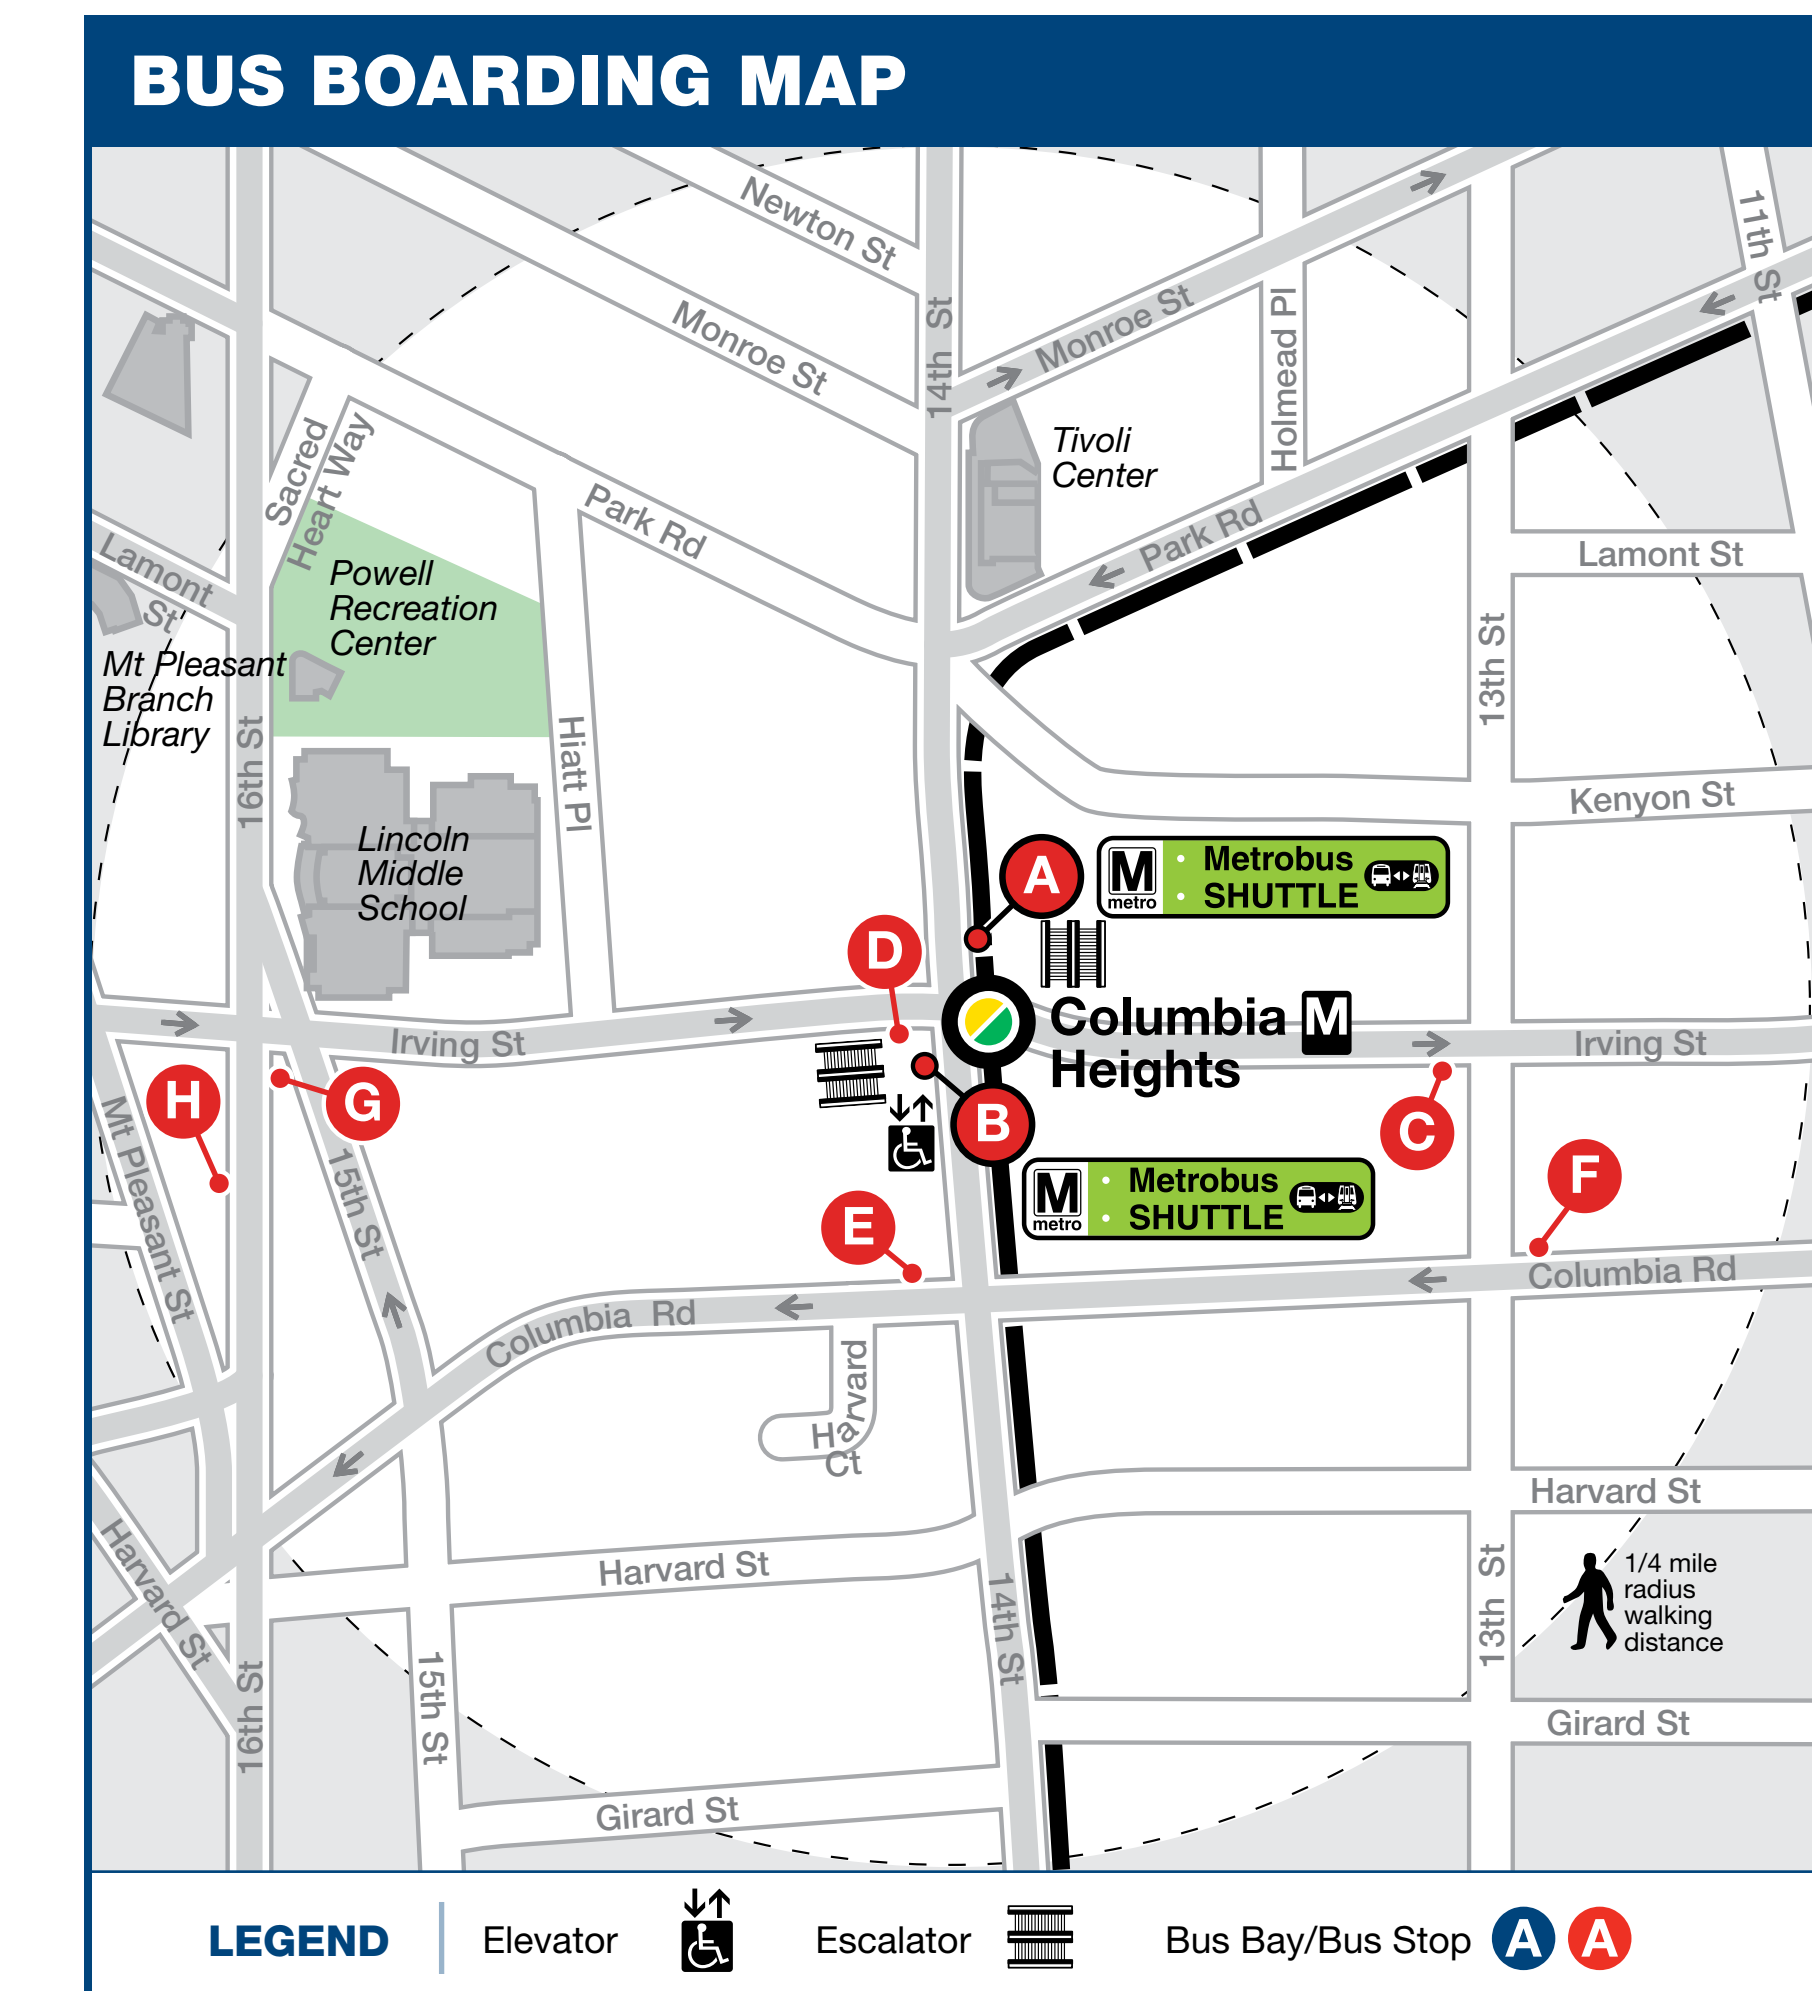 BUS BOARDING MAP
Newton St
11th St
Monroe St
Monroe St
14th St
Holmead Pl
Sacred
Heart Way
Tivoli
Center
Park Rd
Park Rd
Lamont
St
Lamont St
Powell
Recreation
Center
Mt Pleasant
Branch
Library
16th St
Hiatt Pl
13th St
Kenyon St
Lincoln
Middle
School
A
M
metro
· Metrobus
· SHUTTLE
D
Columbia
Heights
M
Irving St
Irving St
H
G
B
C
Mt Pleasant St
15th St
M
metro
· Metrobus
· SHUTTLE
E
F
Columbia Rd
Columbia Rd
Harvard
Ct
Harvard St
Harvard St
Harvard St
14th St
13th St
1/4 mile
radius
walking
distance
16th St
15th St
Girard St
Girard St
LEGEND
Elevator
Escalator
Bus Bay/Bus Stop A A